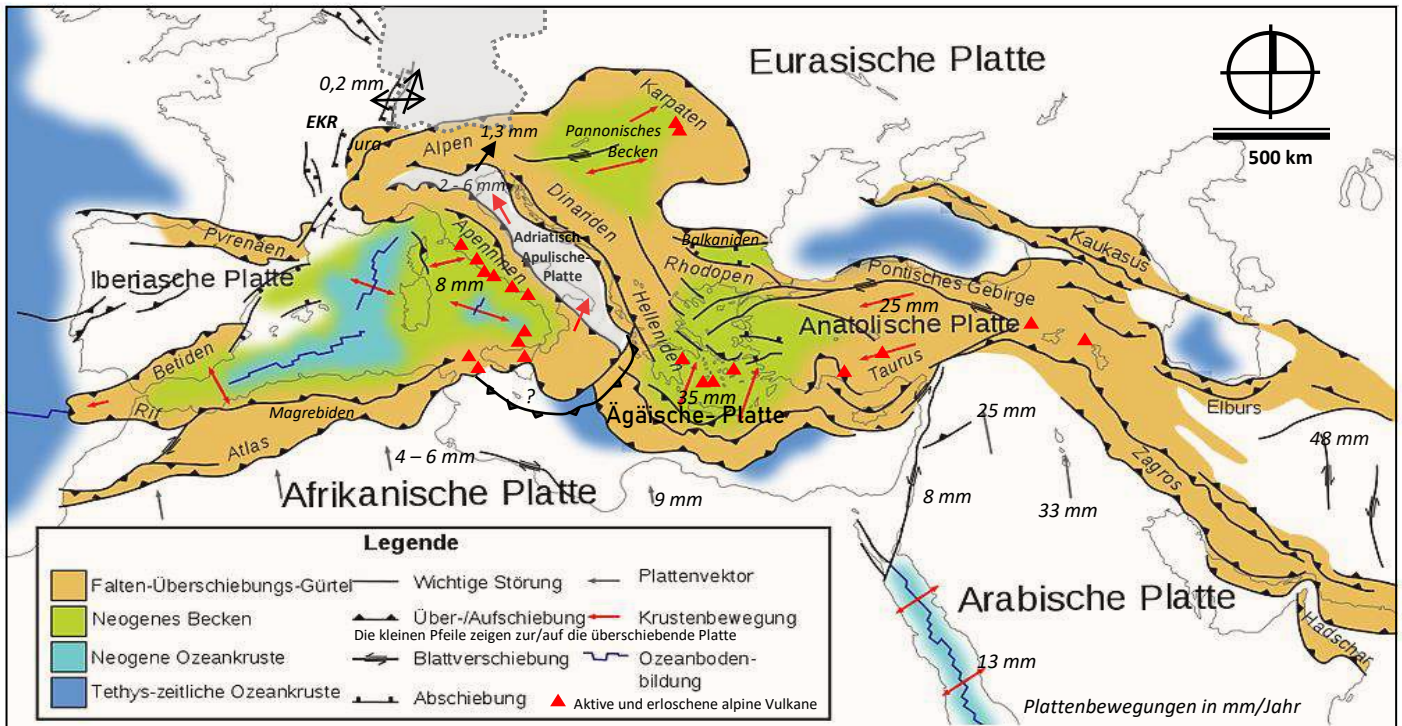 Eurasische Platte
0,2 mm
Karpaten
EKR
Jura
Alpen
1,3 mm
Pannonisches
Becken
500 km
2 - 6 mm
Dinariden
Pyrenäen
Apenninen
Adriatisch-
Apulische-
Platte
Balkaniden
Kaukasus
Iberiasche Platte
8 mm
Rhodopen
Pontisches Gebirge
25 mm
Helleniden
Anatolische Platte
Taurus
Betiden
Rif
Magrebiden
?
35 mm
Ägäische- Platte
Elburs
Atlas
4 – 6 mm
25 mm
48 mm
Zagros
Afrikanische Platte
9 mm
8 mm
33 mm
Arabische Platte
Hadschar
13 mm
Plattenbewegungen in mm/Jahr
Legende
Falten-Überschiebungs-Gürtel
Neogenes Becken
Neogene Ozeankruste
Tethys-zeitliche Ozeankruste
Wichtige Störung
Über-/Aufschiebung
Die kleinen Pfeile zeigen zur/auf die überschiebende Platte
Blattverschiebung
Abschiebung
Plattenvektor
Krustenbewegung
Ozeanboden-
bildung
Aktive und erloschene alpine Vulkane